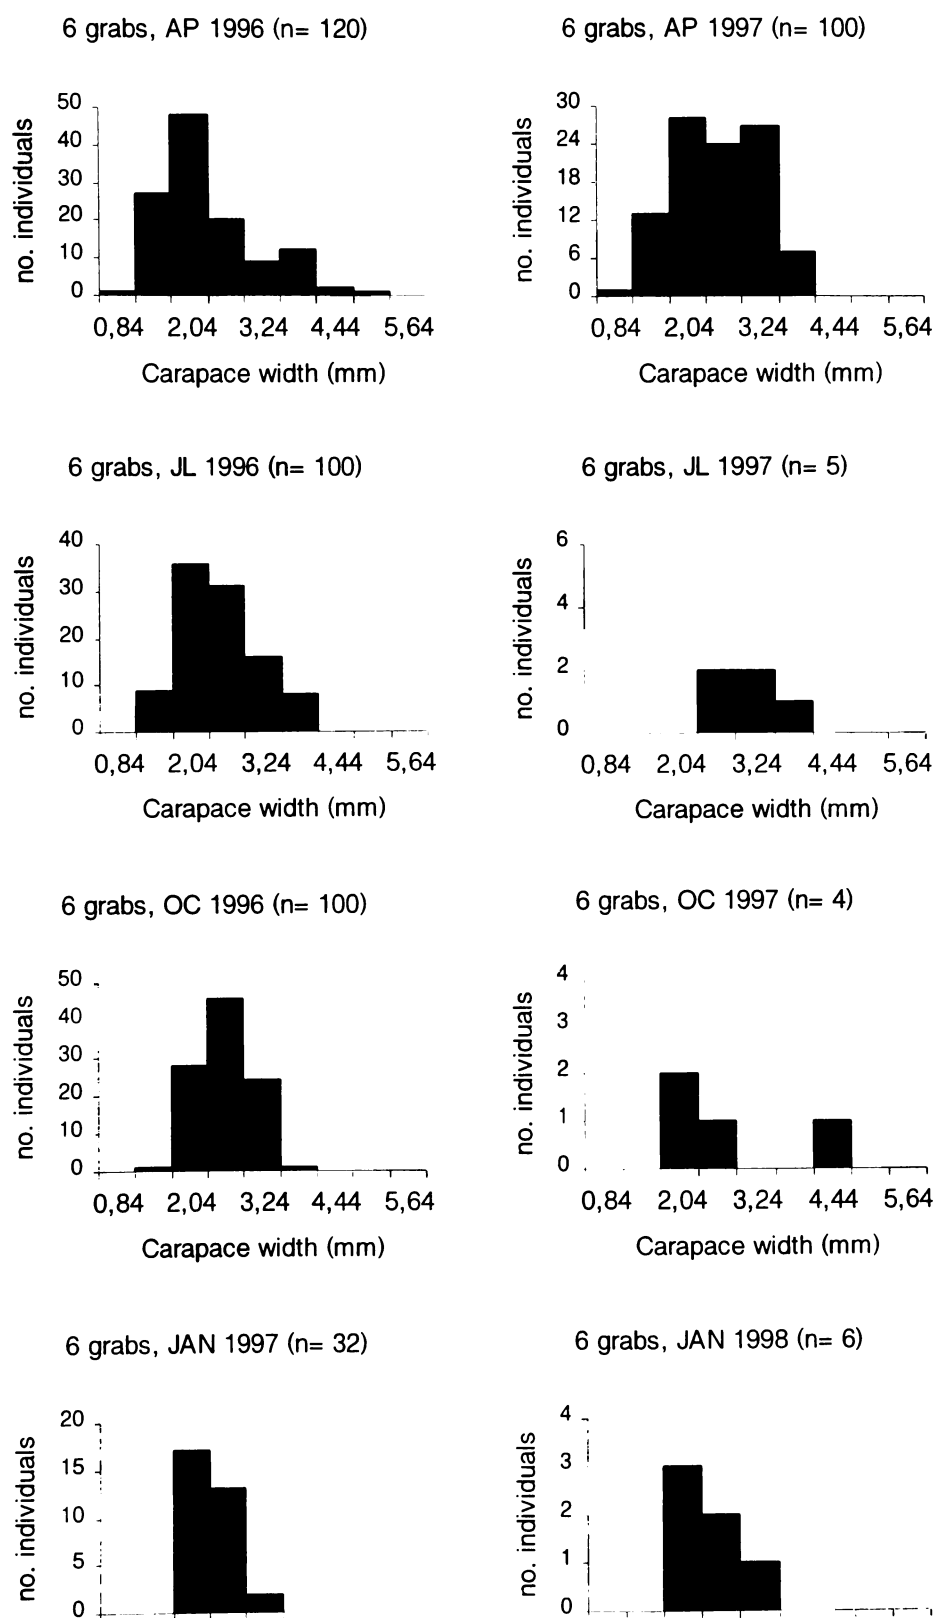 6 grabs, AP 1996 (n= 120)
no. individuals
50
40
30
20
10
0
0,84 2,04 3,24 4,44 5,64
Carapace width (mm)
6 grabs, AP 1997 (n= 100)
no. individuals
30
24
18
12
6
0
0,84 2,04 3,24 4,44 5,64
Carapace width (mm)
6 grabs, JL 1996 (n= 100)
no. individuals
40
30
20
10
0
0,84 2,04 3,24 4,44 5,64
Carapace width (mm)
6 grabs, JL 1997 (n= 5)
no. individuals
6
4
2
0
0,84 2,04 3,24 4,44 5,64
Carapace width (mm)
6 grabs, OC 1996 (n= 100)
no. individuals
50
40
30
20
10
0
0,84 2,04 3,24 4,44 5,64
Carapace width (mm)
6 grabs, OC 1997 (n= 4)
no. individuals
4
3
2
1
0
0,84 2,04 3,24 4,44 5,64
Carapace width (mm)
6 grabs, JAN 1997 (n= 32)
no. individuals
20
15
10
5
0
6 grabs, JAN 1998 (n= 6)
no. individuals
4
3
2
1
0